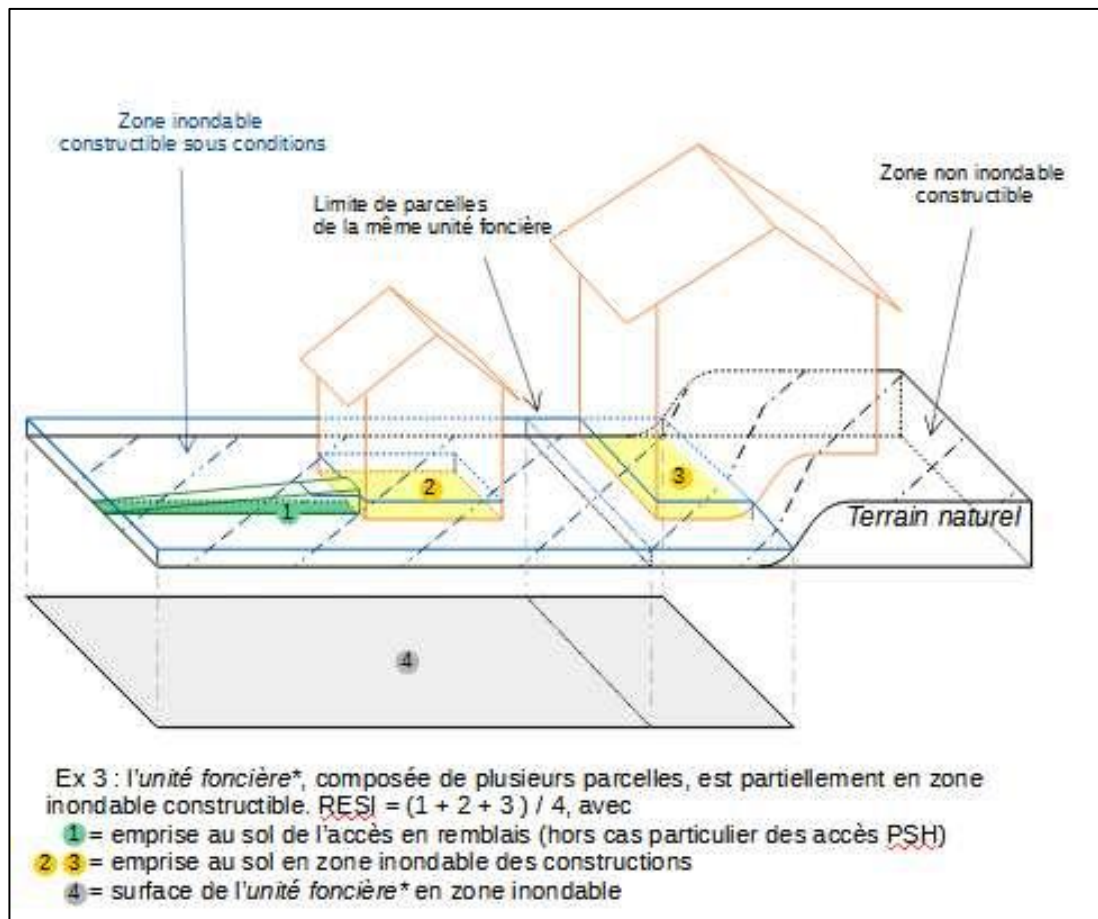 Zone inondable
constructible sous conditions
Zone non inondable
constructible
Limite de parcelles
de la même unité foncière
2
3
1
Terrain naturel
4
Ex 3 : l'unité foncière*, composée de plusieurs parcelles, est partiellement en zone
inondable constructible. RESI = (1 + 2 + 3 ) / 4, avec
1 = emprise au sol de l'accès en remblais (hors cas particulier des accès PSH)
2 3 = emprise au sol en zone inondable des constructions
4 = surface de l'unité foncière* en zone inondable